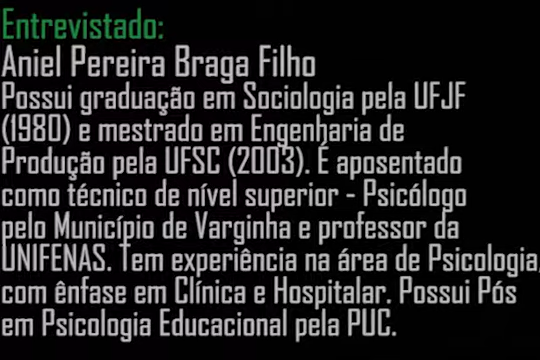 Entrevistado:
Aniel Pereira Braga Filho
Possui graduação em Sociologia pela UFJF
(1980) e mestrado em Engenharia de
Produção pela UFSC (2003). É aposentado
como técnico de nível superior - Psicólogo
pelo Município de Varginha e professor da
UNIFENAS. Tem experiência na área de Psicologia,
com ênfase em Clínica e Hospitalar. Possui Pós
em Psicologia Educacional pela PUC.